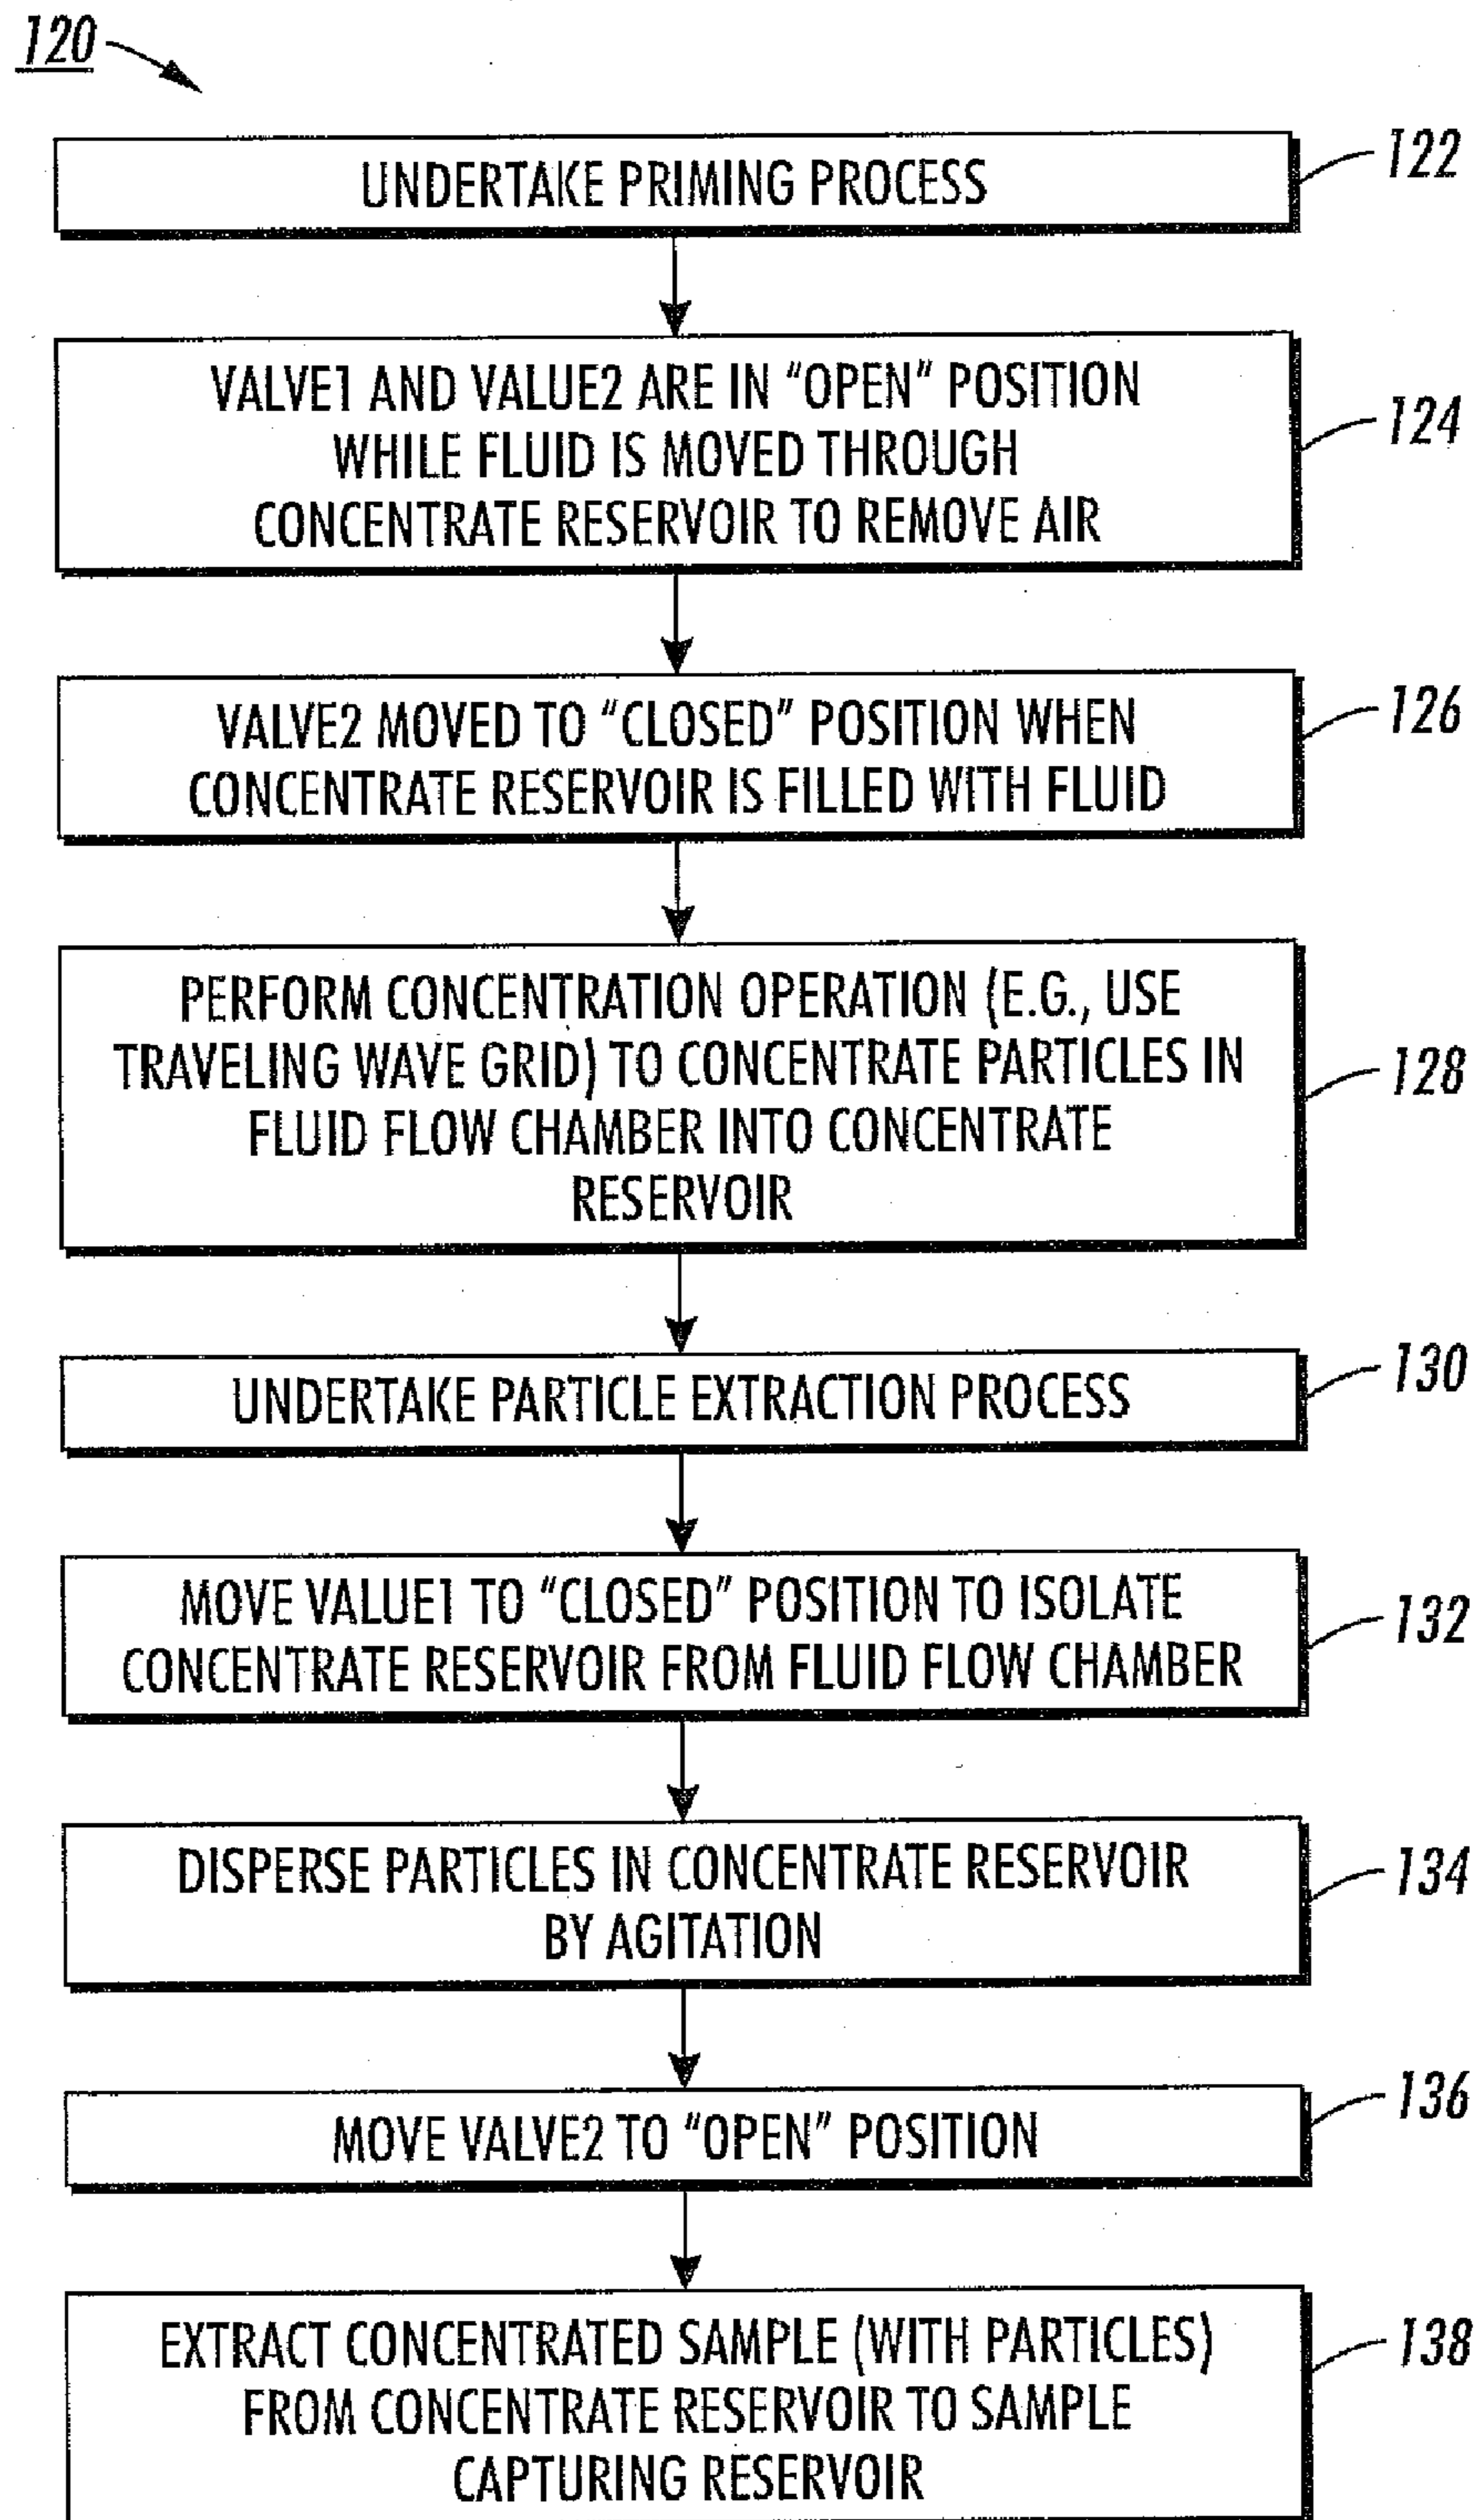 120
UNDERTAKE PRIMING PROCESS
122
VALVE1 AND VALUE2 ARE IN "OPEN" POSITION
WHILE FLUID IS MOVED THROUGH
CONCENTRATE RESERVOIR TO REMOVE AIR
124
VALVE2 MOVED TO "CLOSED" POSITION WHEN
CONCENTRATE RESERVOIR IS FILLED WITH FLUID
126
PERFORM CONCENTRATION OPERATION (E.G., USE
TRAVELING WAVE GRID) TO CONCENTRATE PARTICLES IN
FLUID FLOW CHAMBER INTO CONCENTRATE
RESERVOIR
128
UNDERTAKE PARTICLE EXTRACTION PROCESS
130
MOVE VALUE1 TO "CLOSED" POSITION TO ISOLATE
CONCENTRATE RESERVOIR FROM FLUID FLOW CHAMBER
132
DISPERSE PARTICLES IN CONCENTRATE RESERVOIR
BY AGITATION
134
MOVE VALVE2 TO "OPEN" POSITION
136
EXTRACT CONCENTRATED SAMPLE (WITH PARTICLES)
FROM CONCENTRATE RESERVOIR TO SAMPLE
CAPTURING RESERVOIR
138